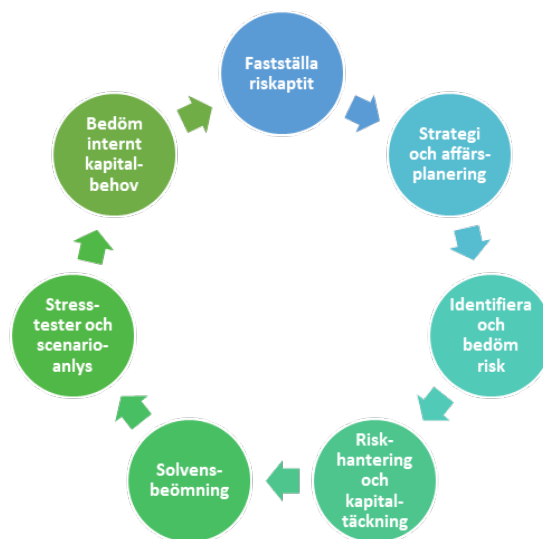 Fastställa
riskaptit
Strategi
och affärs-
planering
Identifiera
och
bedöm
risk
Risk-
hantering
och
kapital-
täckning
Solvens-
beömning
Stress-
tester och
scenario-
anlys
Bedöm
internt
kapital-
behov